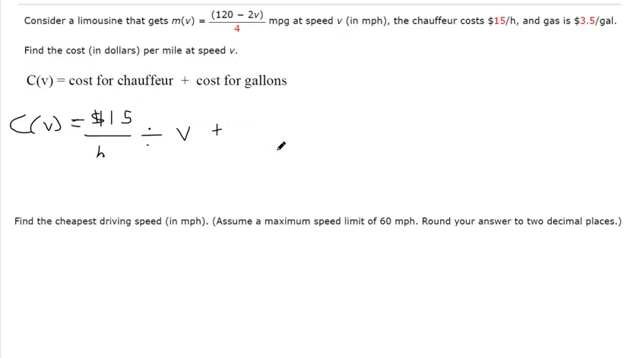 Consider a limousine that gets m(v) = (120 − 2v)/4 mpg at speed v (in mph), the chauffeur costs $15/h, and gas is $3.5/gal.
Find the cost (in dollars) per mile at speed v.
C(v) = cost for chauffeur + cost for gallons
C(v) = $15/h ÷ v +
Find the cheapest driving speed (in mph). (Assume a maximum speed limit of 60 mph. Round your answer to two decimal places.)